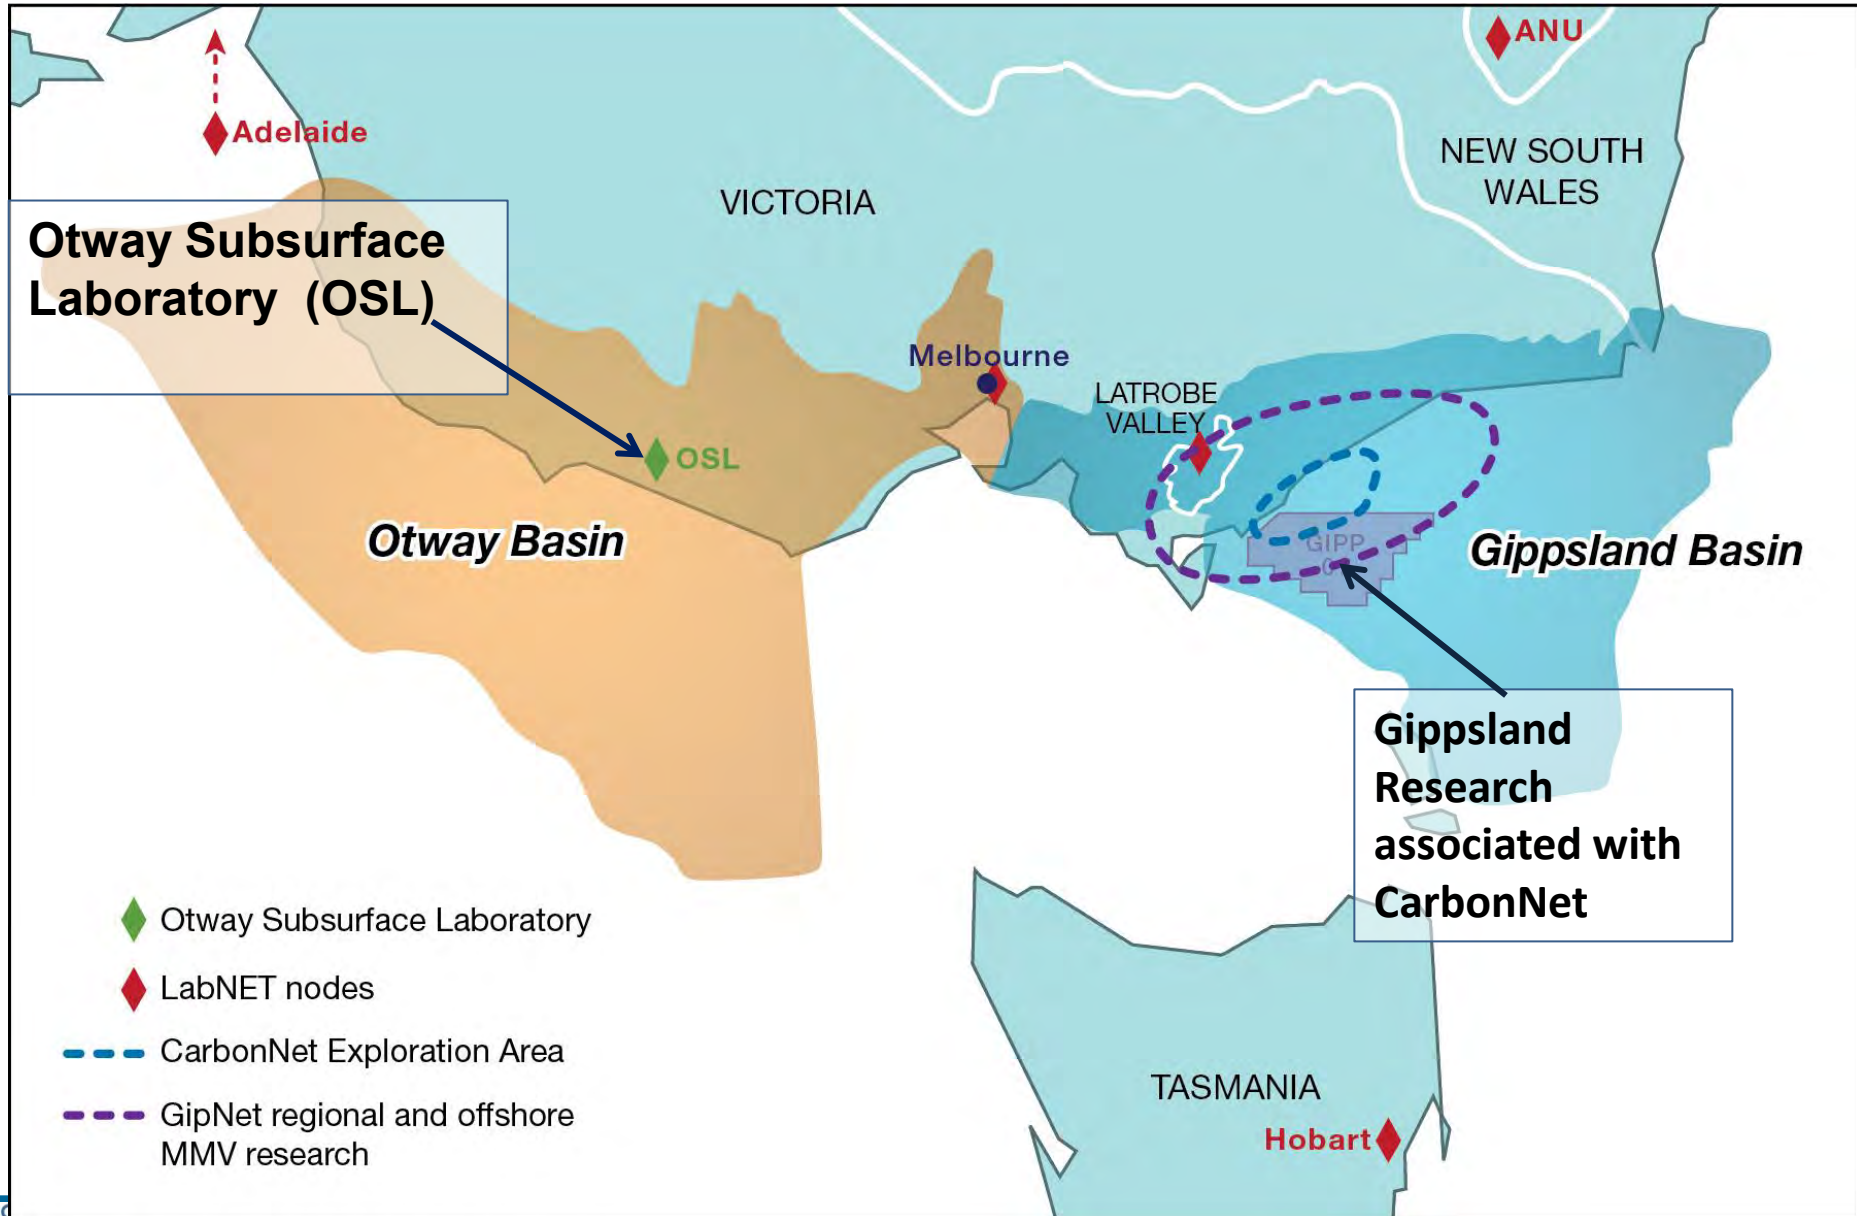 ANU
Adelaide
NEW SOUTH
WALES
VICTORIA
Otway Subsurface
Laboratory (OSL)
Melbourne
LATROBE
VALLEY
OSL
Otway Basin
GIPP
Gippsland Basin
Gippsland
Research
associated with
CarbonNet
Otway Subsurface Laboratory
LabNET nodes
CarbonNet Exploration Area
GipNet regional and offshore
MMV research
TASMANIA
Hobart